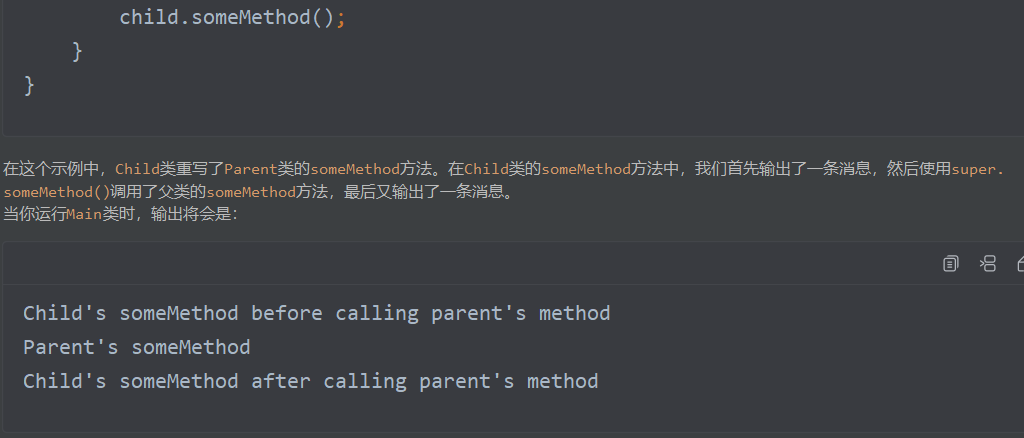 child.someMethod();
}
}
在这个示例中，Child类重写了Parent类的someMethod方法。在Child类的someMethod方法中，我们首先输出了一条消息，然后使用super.
someMethod()调用了父类的someMethod方法，最后又输出了一条消息。
当你运行Main类时，输出将会是：
Child's someMethod before calling parent's method
Parent's someMethod
Child's someMethod after calling parent's method